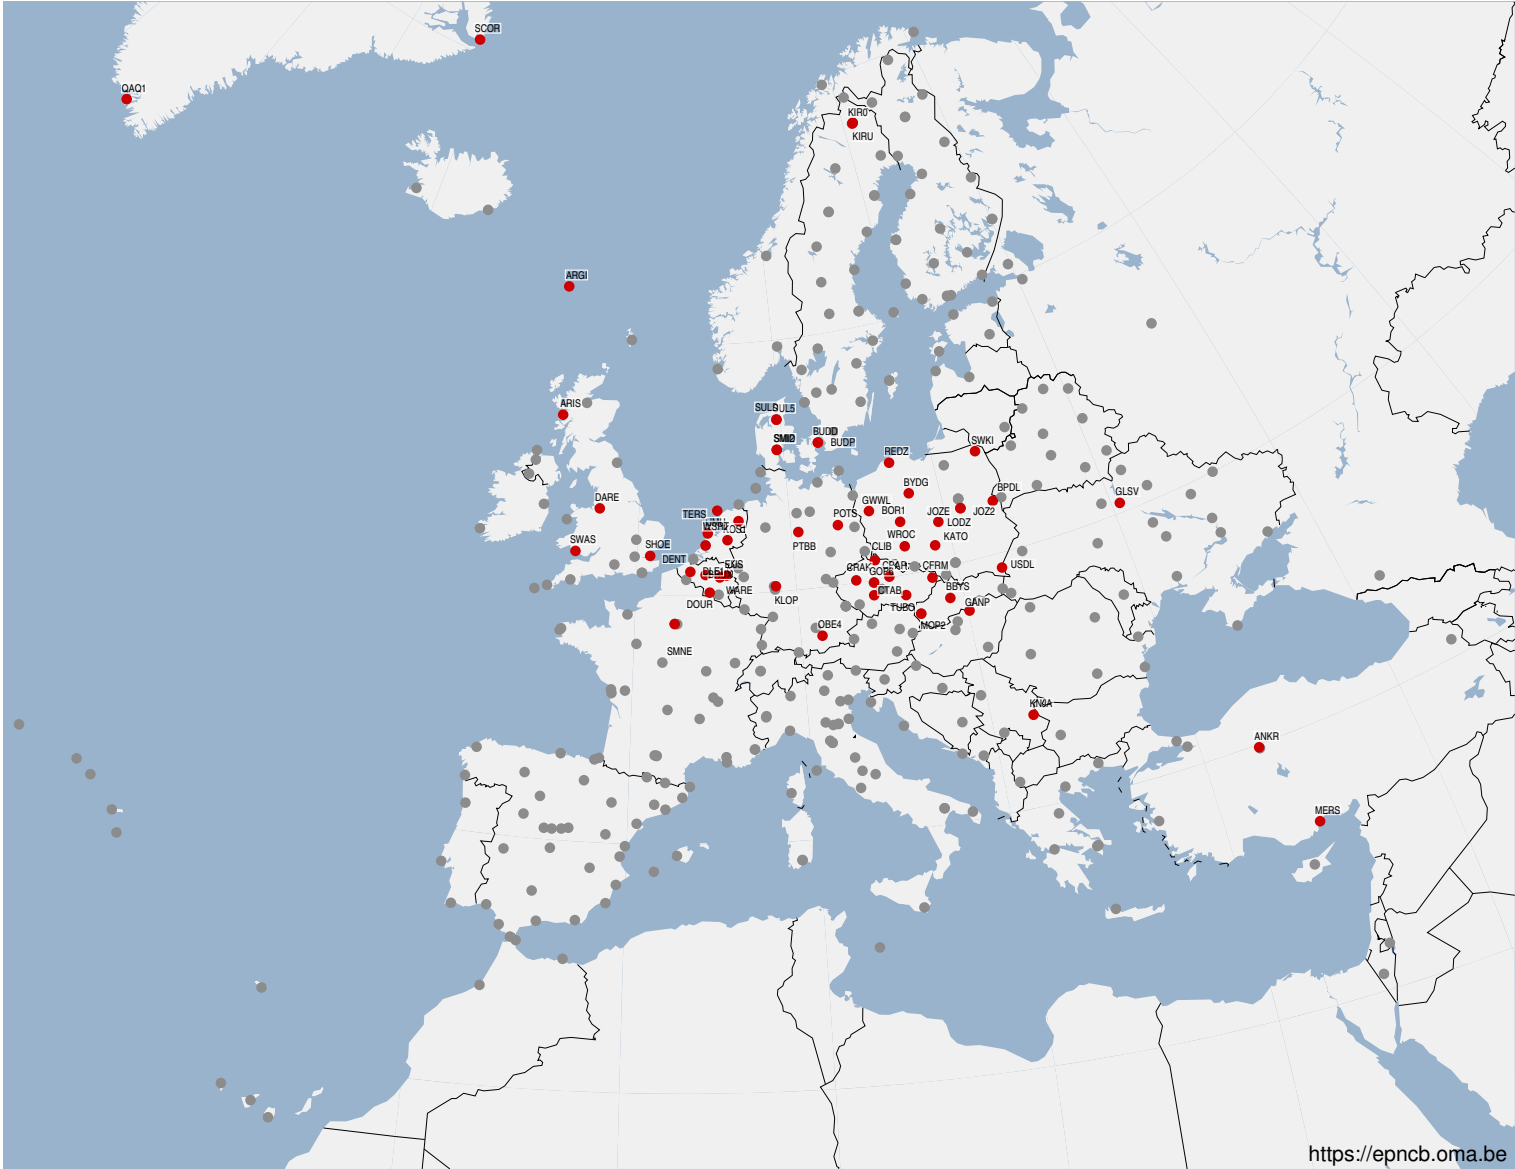 SCOR
QAQ1
KIR0
KIRU
ARGI
ARIS
SUL5
BUDP
SWKI
REDZ
BYDG
BPDL
GLSV
DARE
TERS
GWWL
BOR1
JOZE
JOZ2
POTS
LODZ
PTBB
WROC
KATO
SWAS
SHOE
DENT
CLIB
CFRM
USDL
WARE
DOUR
KLOP
CTAB
BBYS
GANP
TUBO
MOP2
OBE4
SMNE
ANKR
MERS
https://epncb.oma.be